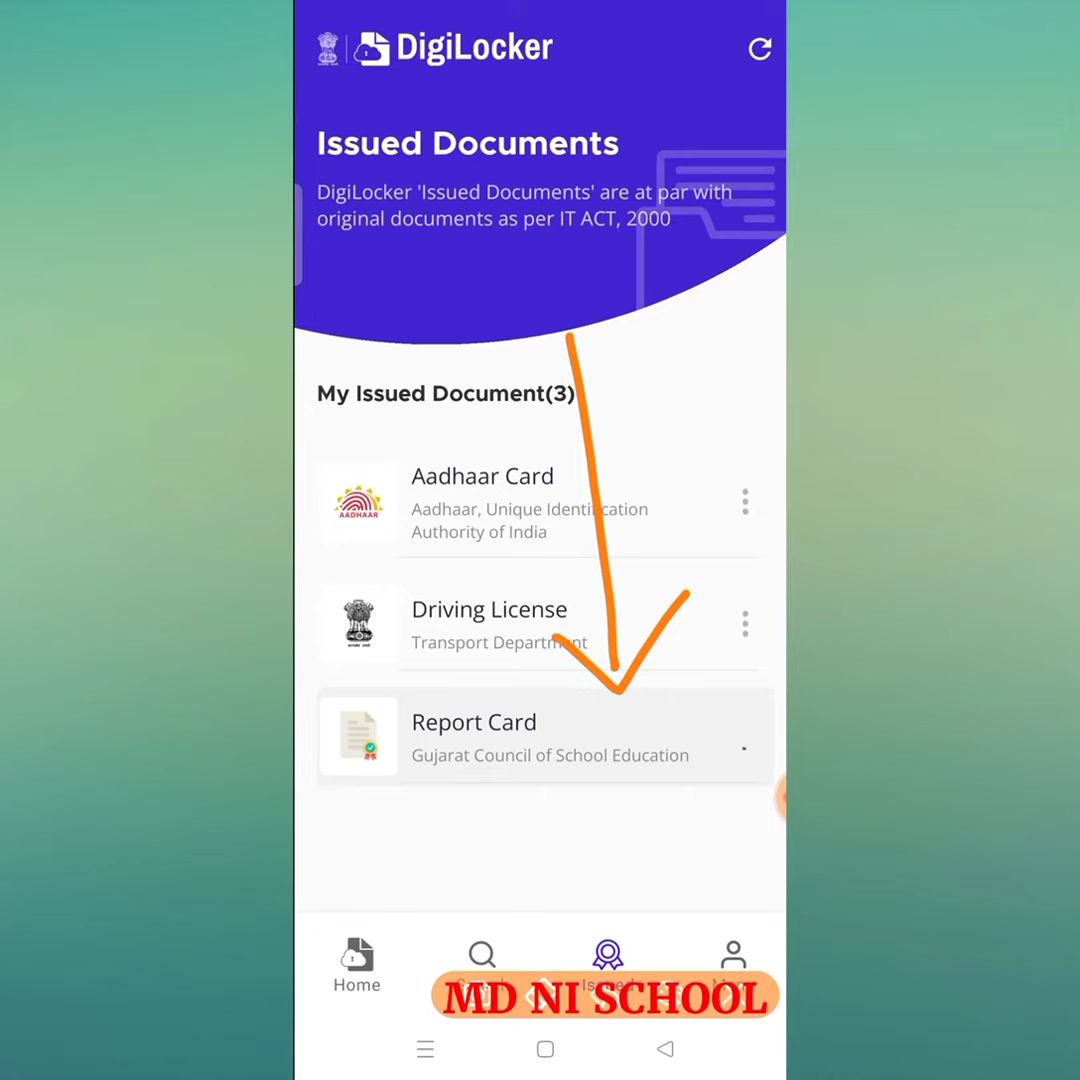 DigiLocker
Issued Documents
DigiLocker 'Issued Documents' are at par with
original documents as per IT ACT, 2000
My Issued Document(3)
AADHAAR
Aadhaar Card
Aadhaar, Unique Identification
Authority of India
Driving License
Transport Department
Report Card
Gujarat Council of School Education
Home
MD NI SCHOOL